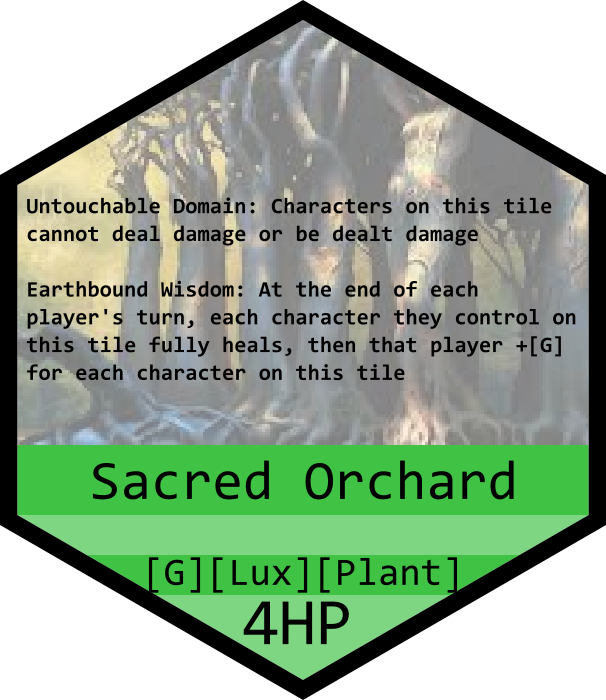 Untouchable Domain: Characters on this tile
cannot deal damage or be dealt damage
Earthbound Wisdom: At the end of each
player's turn, each character they control on
this tile fully heals, then that player +[G]
for each character on this tile
Sacred Orchard
[G][Lux][Plant]
4HP